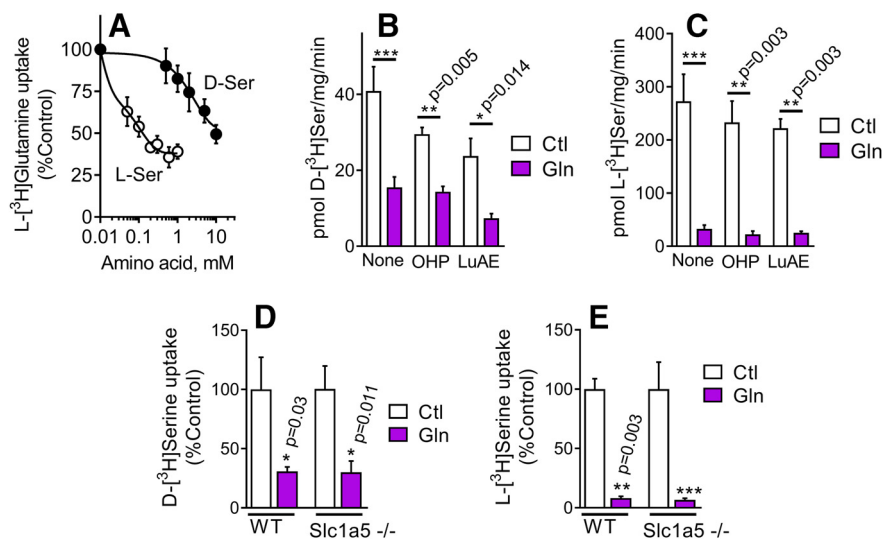 A
L-[³H]Glutamine uptake
(%Control)
100
75
50
25
0
D-Ser
L-Ser
0.01 0.1 1 10
Amino acid, mM
B
pmol D-[³H]Ser/mg/min
40
20
0
***
** p=0.005
* p=0.014
Ctl
Gln
None OHP LuAE
C
pmol L-[³H]Ser/mg/min
400
300
200
100
0
***
** p=0.003
** p=0.003
Ctl
Gln
None OHP LuAE
D
D-[³H]Serine uptake
(%Control)
150
100
50
0
* p=0.03
* p=0.011
Ctl
Gln
WT Slc1a5 -/-
E
L-[³H]Serine uptake
(%Control)
150
100
50
0
** p=0.003
***
Ctl
Gln
WT Slc1a5 -/-